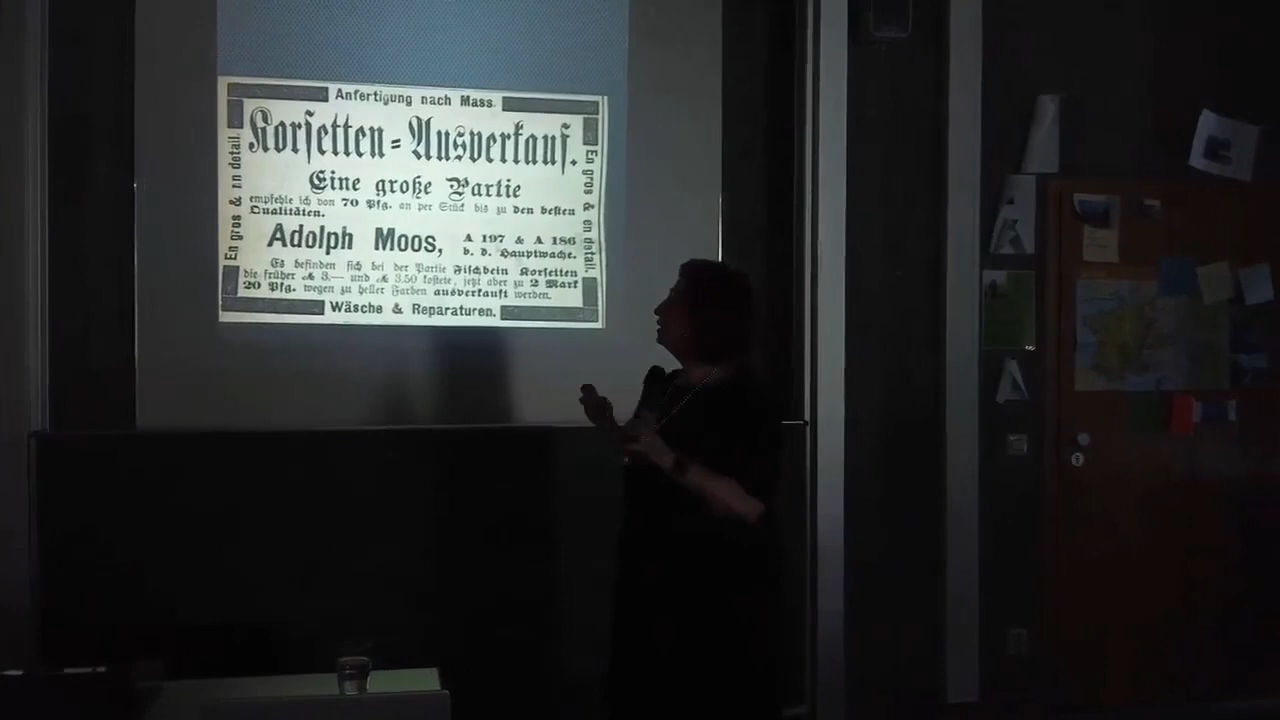 Anfertigung nach Mass.
Korsetten-Ausverkauf.
Eine große Partie
empfehle ich von 70 Pfg. an per Stück bis zu den besten
Qualitäten.
Adolph Moos,
A 197 & A 186
b. d. Hauptwache.
Es befinden sich bei der Partie Fischbein Korsetten
die früher ℳ 3.— und ℳ 3.50 kostete, jetzt aber zu 2 Mark
20 Pfg. wegen zu heller Farben ausverkauft werden.
Wäsche & Reparaturen.
En gros & en detail.
En gros & en detail.